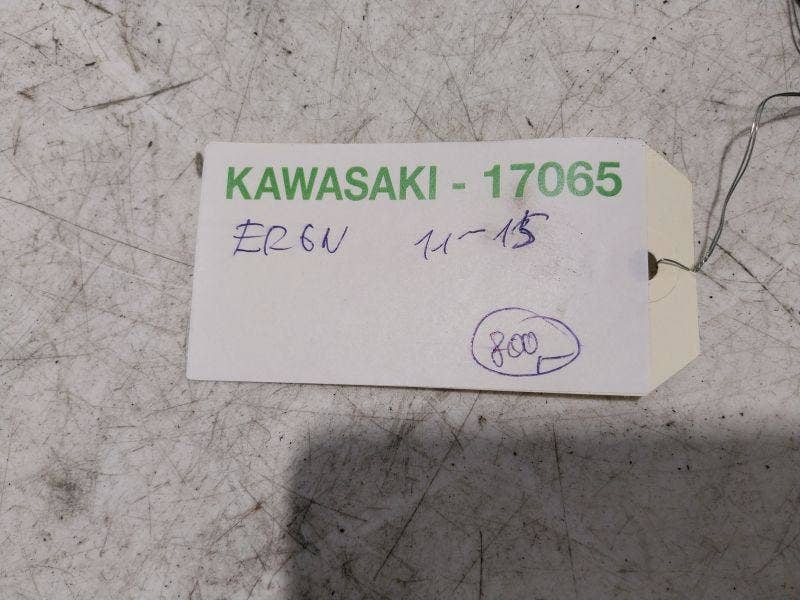 KAWASAKI - 17065
ER6N 11-15
800,-